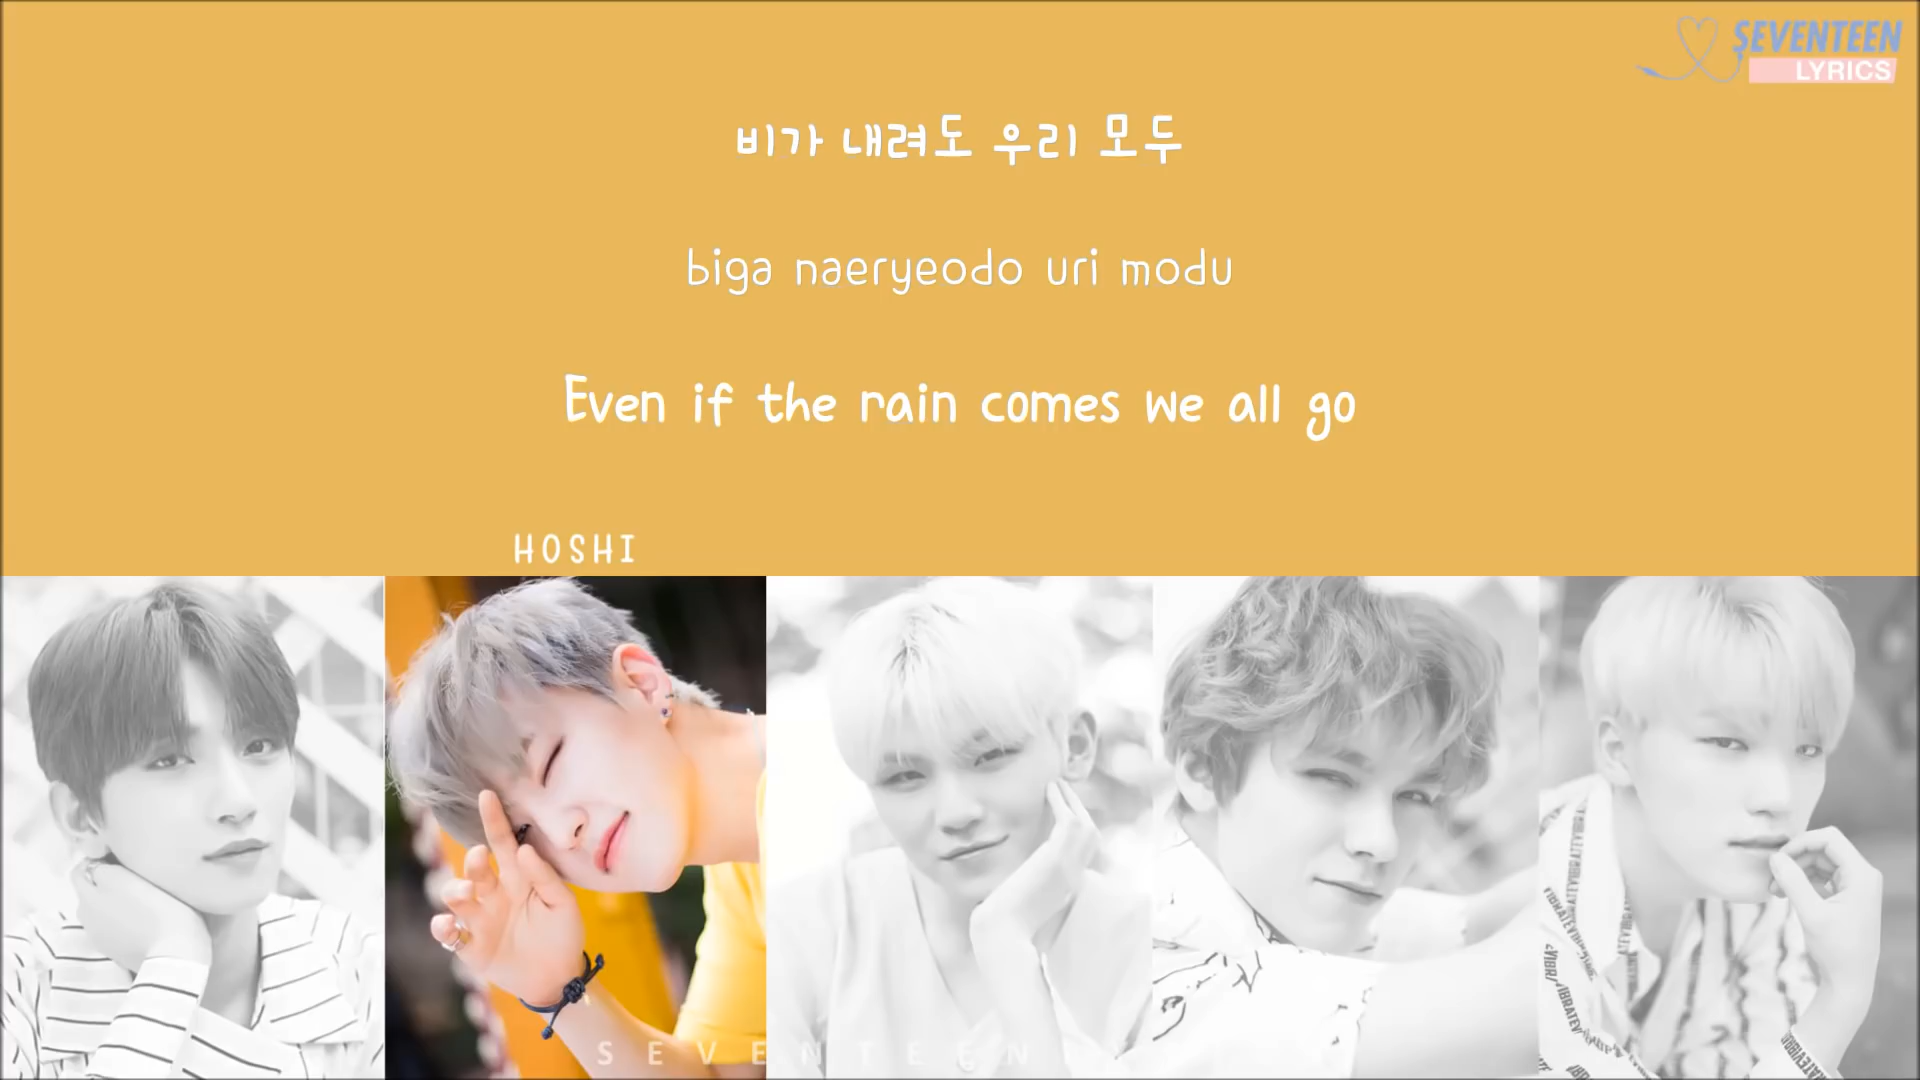 SEVENTEEN
LYRICS
비가 내려도 우리 모두
biga naeryeodo uri modu
Even if the rain comes we all go
HOSHI
SEVENTEEN